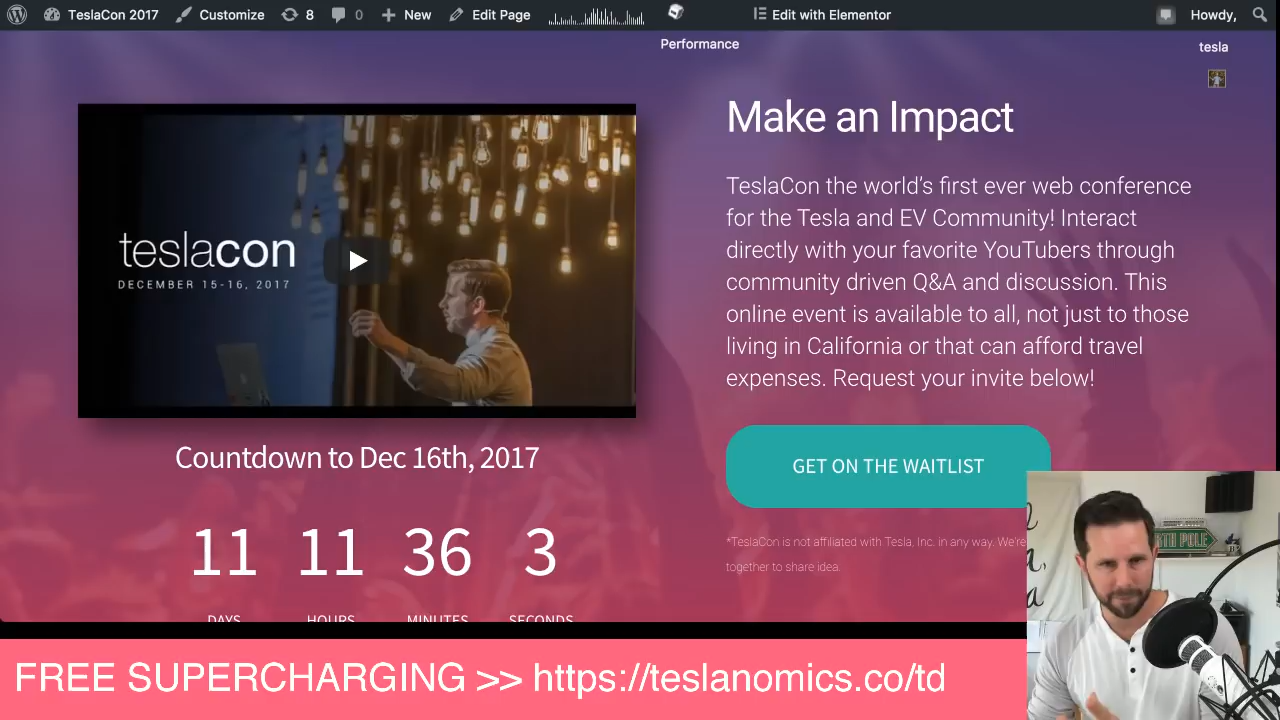 TeslaCon 2017 Customize 8 0 New Edit Page Edit with Elementor Howdy,
Performance
tesla
teslacon
DECEMBER 15-16, 2017
Countdown to Dec 16th, 2017
11 11 36 3
DAYS HOURS MINUTES SECONDS
Make an Impact
TeslaCon the world's first ever web conference
for the Tesla and EV Community! Interact
directly with your favorite YouTubers through
community driven Q&A and discussion. This
online event is available to all, not just to those
living in California or that can afford travel
expenses. Request your invite below!
GET ON THE WAITLIST
*TeslaCon is not affiliated with Tesla, Inc. in any way. We're
together to share idea.
POLE
FREE SUPERCHARGING >> https://teslanomics.co/td